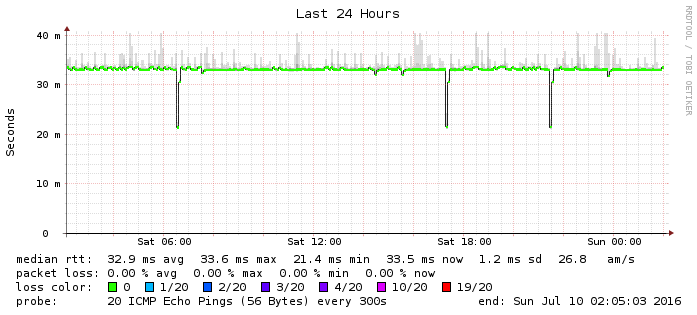 Last 24 Hours
RRDTOOL / TOBI OETIKER
Seconds
40 m
30 m
20 m
10 m
0
Sat 06:00 Sat 12:00 Sat 18:00 Sun 00:00
median rtt: 32.9 ms avg 33.6 ms max 21.4 ms min 33.5 ms now 1.2 ms sd 26.8 am/s
packet loss: 0.00 % avg 0.00 % max 0.00 % min 0.00 % now
loss color: 0 1/20 2/20 3/20 4/20 10/20 19/20
probe: 20 ICMP Echo Pings (56 Bytes) every 300s end: Sun Jul 10 02:05:03 2016